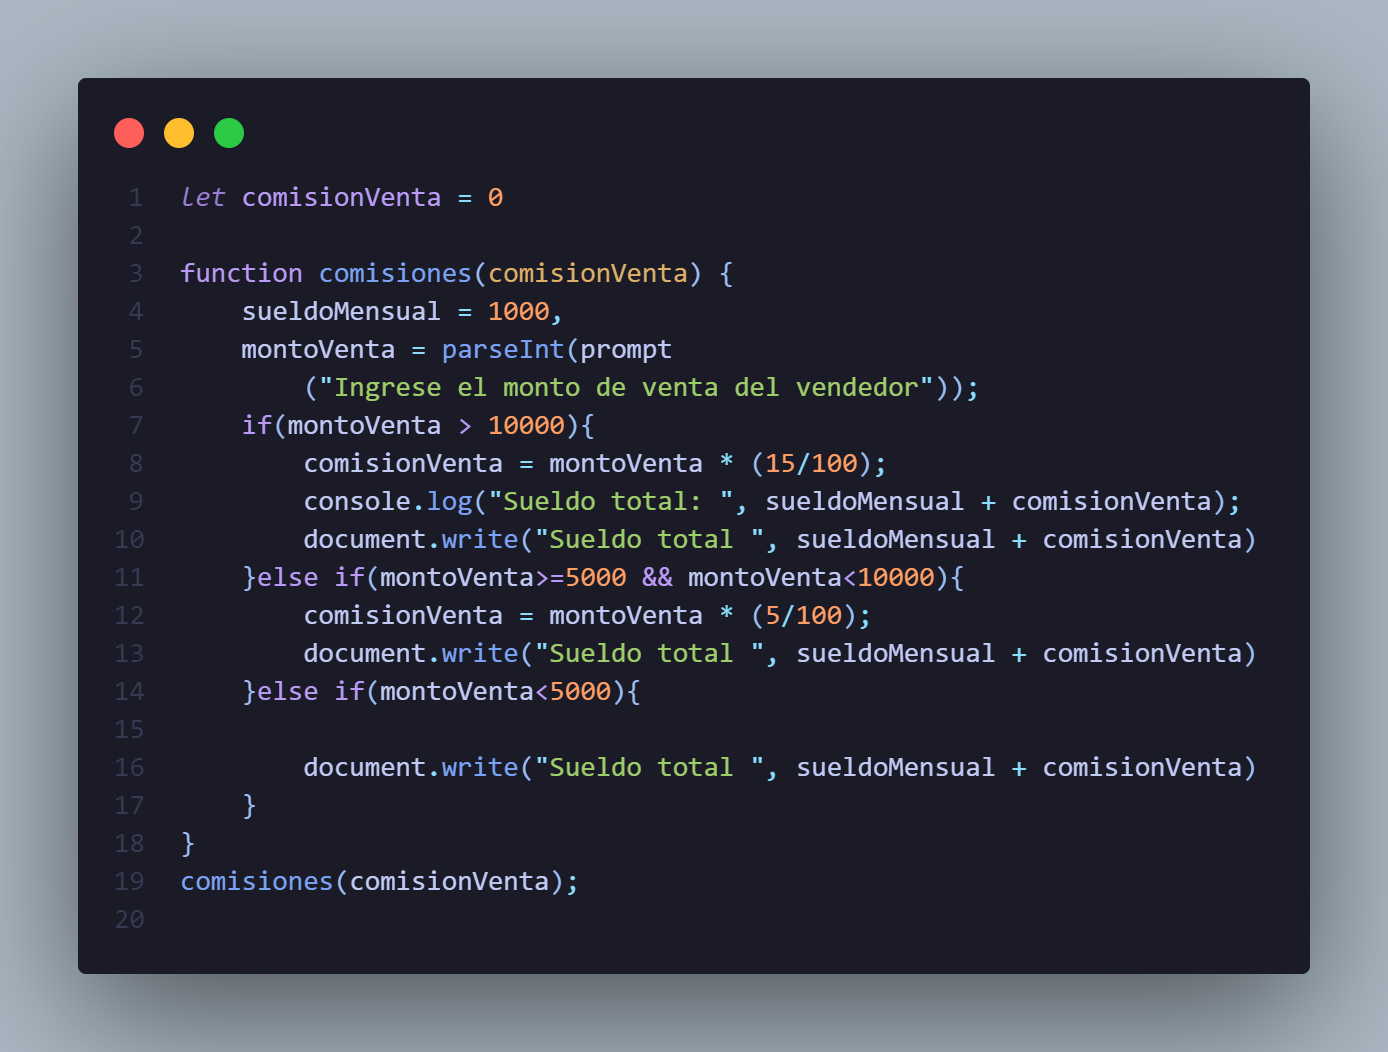 1 let comisionVenta = 0
2
3 function comisiones(comisionVenta) {
4     sueldoMensual = 1000,
5     montoVenta = parseInt(prompt
6         ("Ingrese el monto de venta del vendedor"));
7     if(montoVenta > 10000){
8         comisionVenta = montoVenta * (15/100);
9         console.log("Sueldo total: ", sueldoMensual + comisionVenta);
10         document.write("Sueldo total ", sueldoMensual + comisionVenta)
11     }else if(montoVenta>=5000 && montoVenta<10000){
12         comisionVenta = montoVenta * (5/100);
13         document.write("Sueldo total ", sueldoMensual + comisionVenta)
14     }else if(montoVenta<5000){
15
16         document.write("Sueldo total ", sueldoMensual + comisionVenta)
17     }
18 }
19 comisiones(comisionVenta);
20